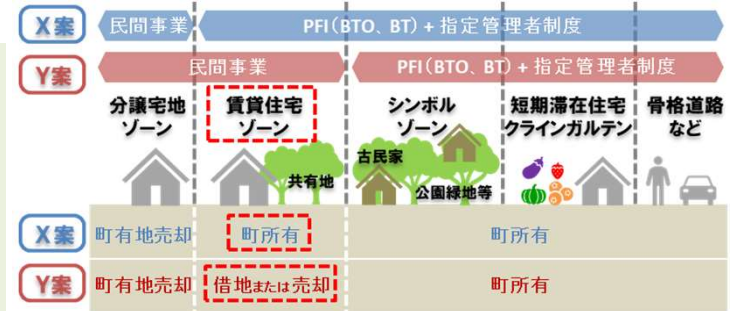 X案 民間事業 PFI(BTO、BT)+指定管理者制度
Y案 民間事業 PFI(BTO、BT)+指定管理者制度
分譲宅地 賃貸住宅 シンボル 短期滞在住宅 骨格道路
ゾーン ゾーン ゾーン クラインガルテン など
古民家
共有地
公園緑地等
X案 町有地売却 町所有 町所有
Y案 町有地売却 借地または売却 町所有